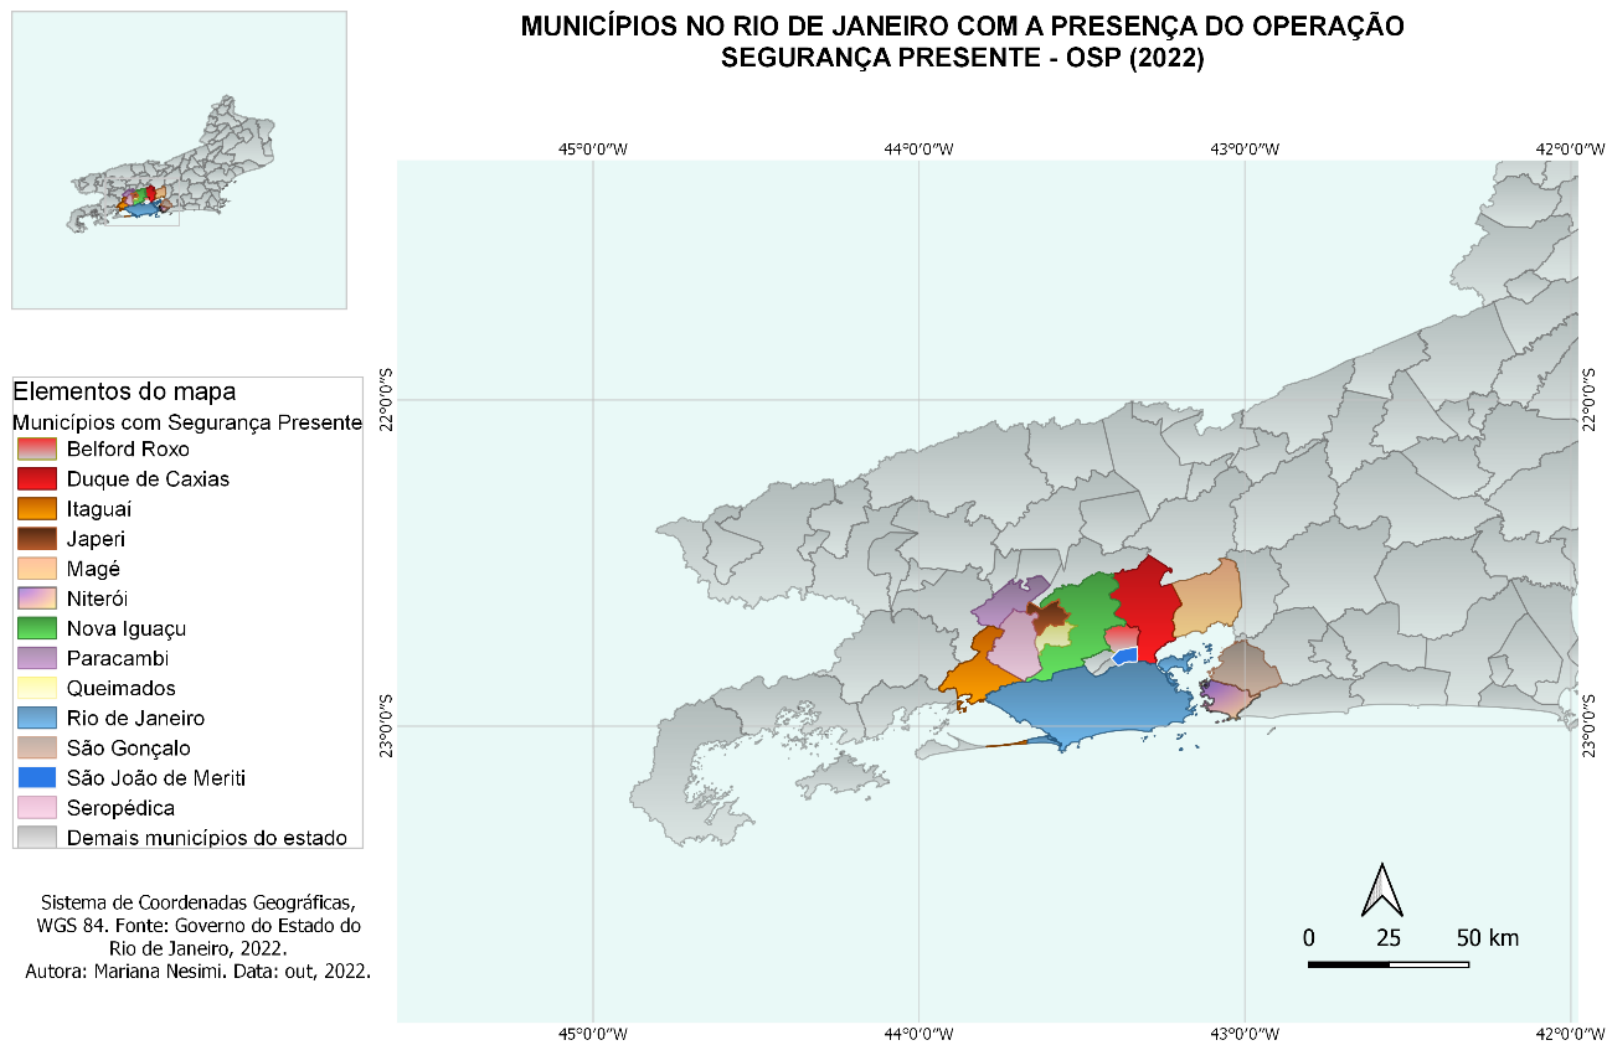 MUNICÍPIOS NO RIO DE JANEIRO COM A PRESENÇA DO OPERAÇÃO
SEGURANÇA PRESENTE - OSP (2022)
45°0'0"W
44°0'0"W
43°0'0"W
42°0'0"W
22°0'0"S
22°0'0"S
23°0'0"S
23°0'0"S
Elementos do mapa
Municípios com Segurança Presente
Belford Roxo
Duque de Caxias
Itaguaí
Japeri
Magé
Niterói
Nova Iguaçu
Paracambi
Queimados
Rio de Janeiro
São Gonçalo
São João de Meriti
Seropédica
Demais municípios do estado
Sistema de Coordenadas Geográficas,
WGS 84. Fonte: Governo do Estado do
Rio de Janeiro, 2022.
Autora: Mariana Nesimi. Data: out, 2022.
0 25 50 km
45°0'0"W
44°0'0"W
43°0'0"W
42°0'0"W